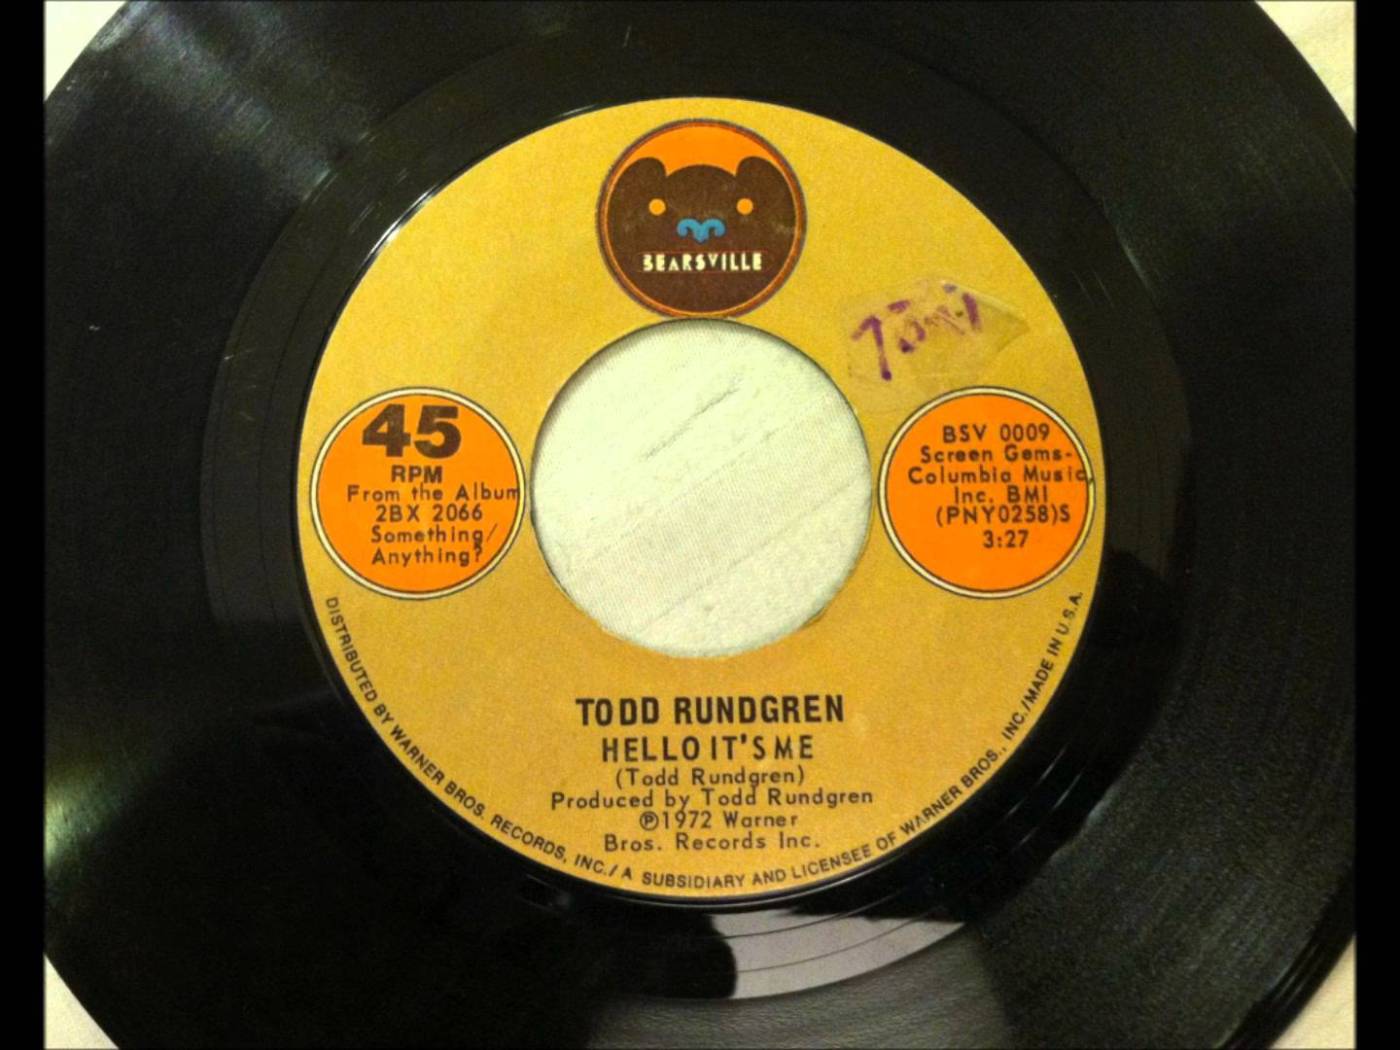 BEARSVILLE
45
RPM
From the Album
2BX 2066
Something/
Anything?
BSV 0009
Screen Gems-
Columbia Music,
Inc. BMI
(PNY0258)S
3:27
TODD RUNDGREN
HELLO IT'S ME
(Todd Rundgren)
Produced by Todd Rundgren
℗1972 Warner
Bros. Records Inc.
DISTRIBUTED BY WARNER BROS. RECORDS, INC./A SUBSIDIARY AND LICENSEE OF WARNER BROS., INC./MADE IN U.S.A.